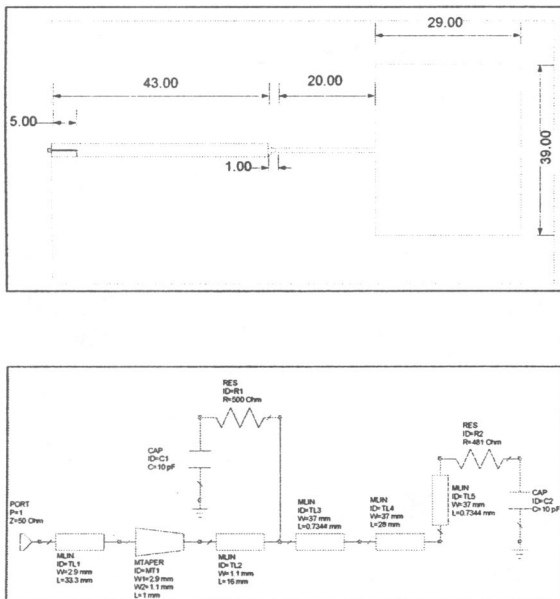 29.00
43.00
20.00
5.00
39.00
1.00
RES
ID=R1
R=500 Ohm
CAP
ID=C1
C=10 pF
RES
ID=R2
R=481 Ohm
PORT
P=1
Z=50 Ohm
MLIN
ID=TL1
W=2.9 mm
L=33.3 mm
MTAPER
ID=MT1
W1=2.9 mm
W2=1.1 mm
L=1 mm
MLIN
ID=TL2
W=1.1 mm
L=16 mm
MLIN
ID=TL3
W=37 mm
L=0.7344 mm
MLIN
ID=TL4
W=37 mm
L=28 mm
MLIN
ID=TL5
W=37 mm
L=0.7344 mm
CAP
ID=C2
C=10 pF